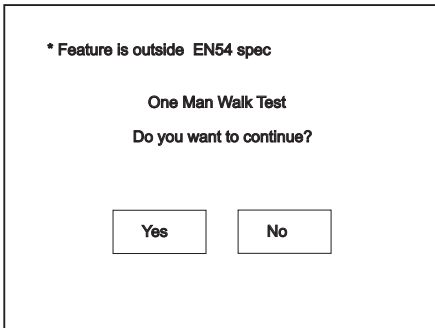 * Feature is outside EN54 spec
One Man Walk Test
Do you want to continue?
Yes No